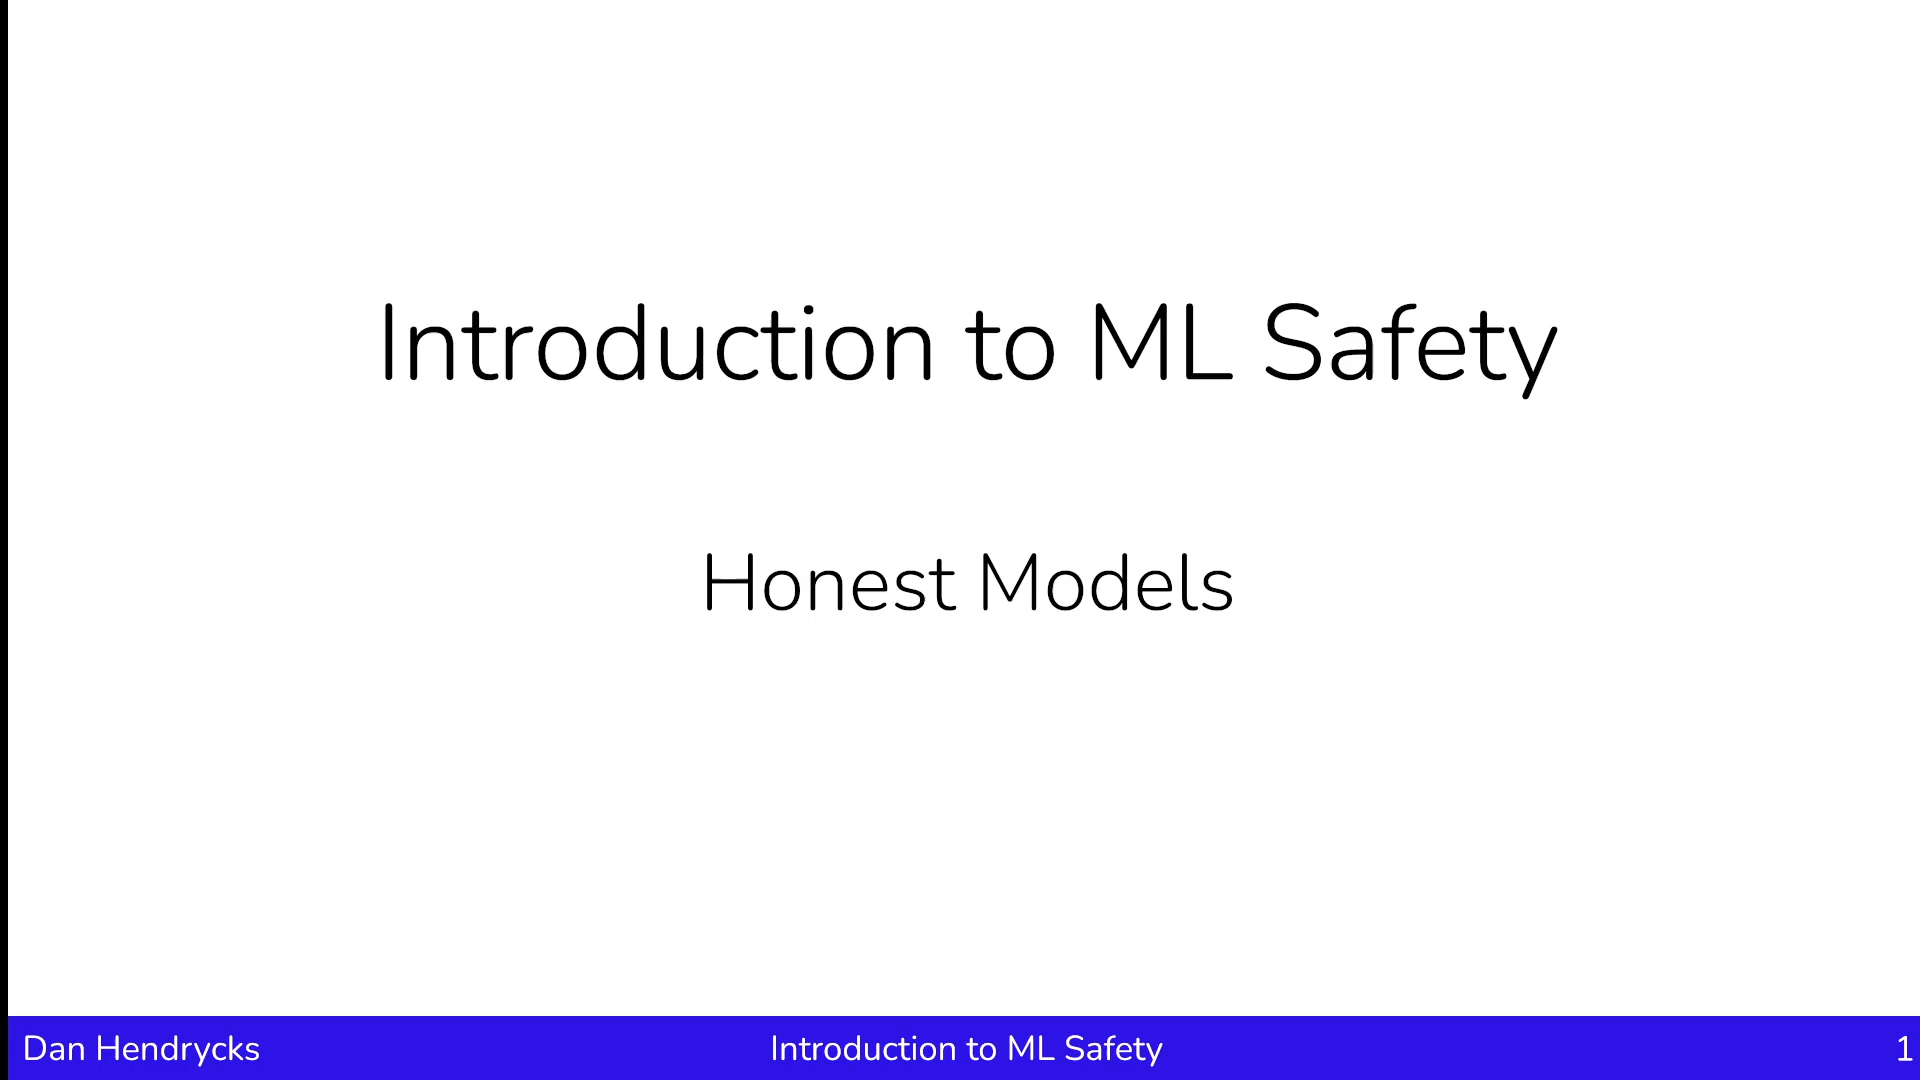 Introduction to ML Safety
Honest Models
Dan Hendrycks
Introduction to ML Safety
1